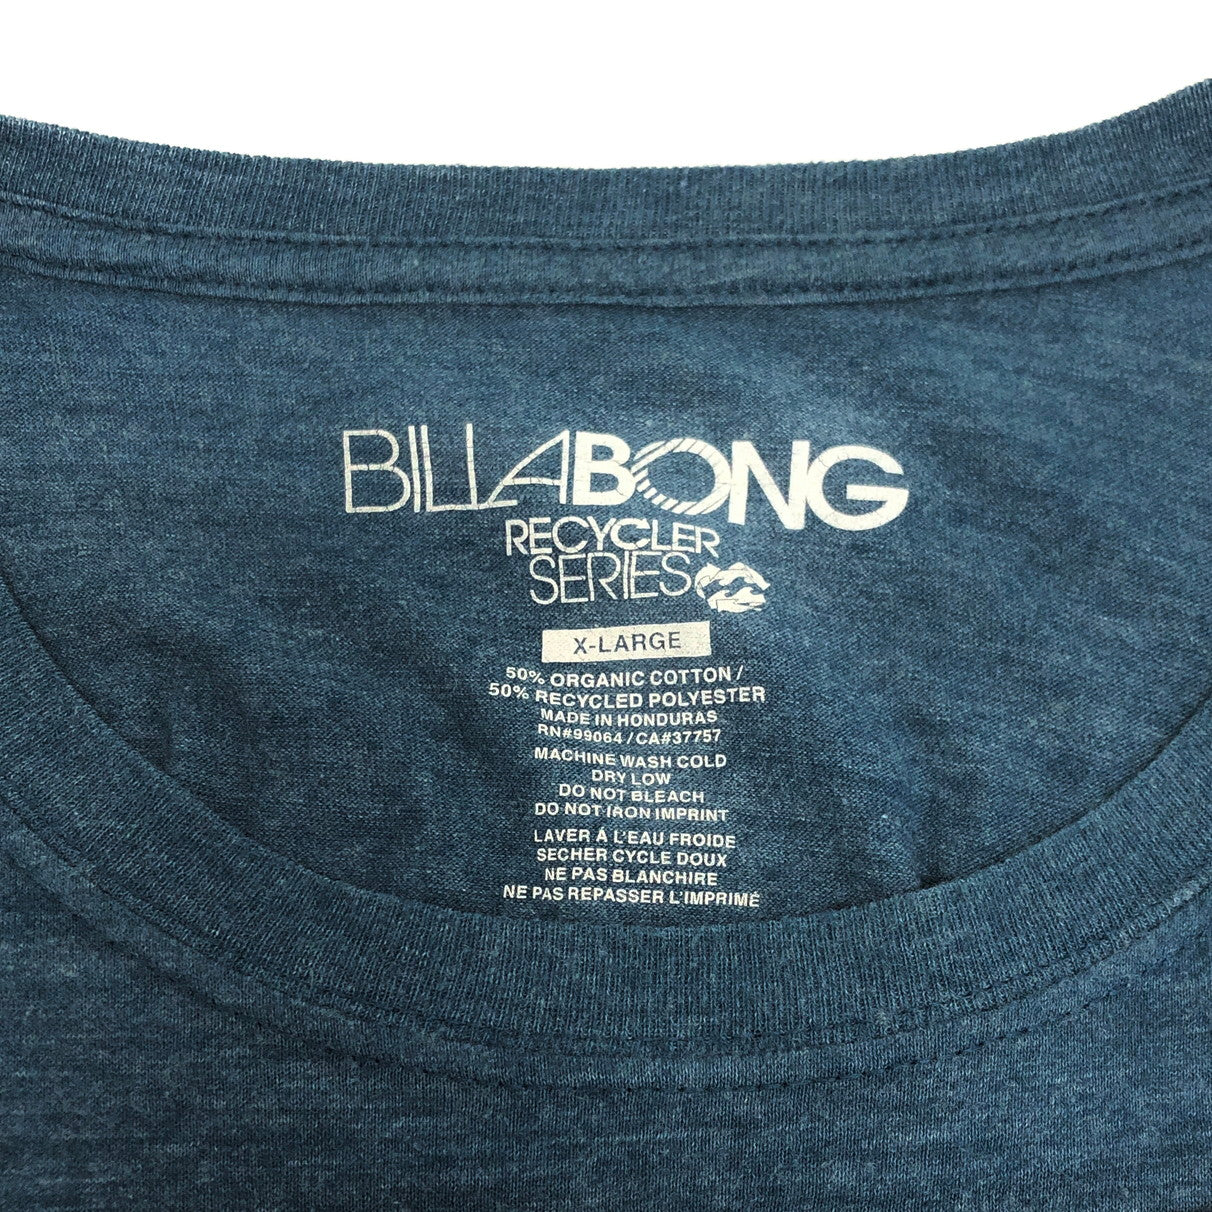 BILLABONG
RECYCLER
SERIES
X-LARGE
50% ORGANIC COTTON /
50% RECYCLED POLYESTER
MADE IN HONDURAS
RN#99064 / CA#37757
MACHINE WASH COLD
DRY LOW
DO NOT BLEACH
DO NOT IRON IMPRINT
LAVER À L'EAU FROIDE
SECHER CYCLE DOUX
NE PAS BLANCHIRE
NE PAS REPASSER L'IMPRIMÉ